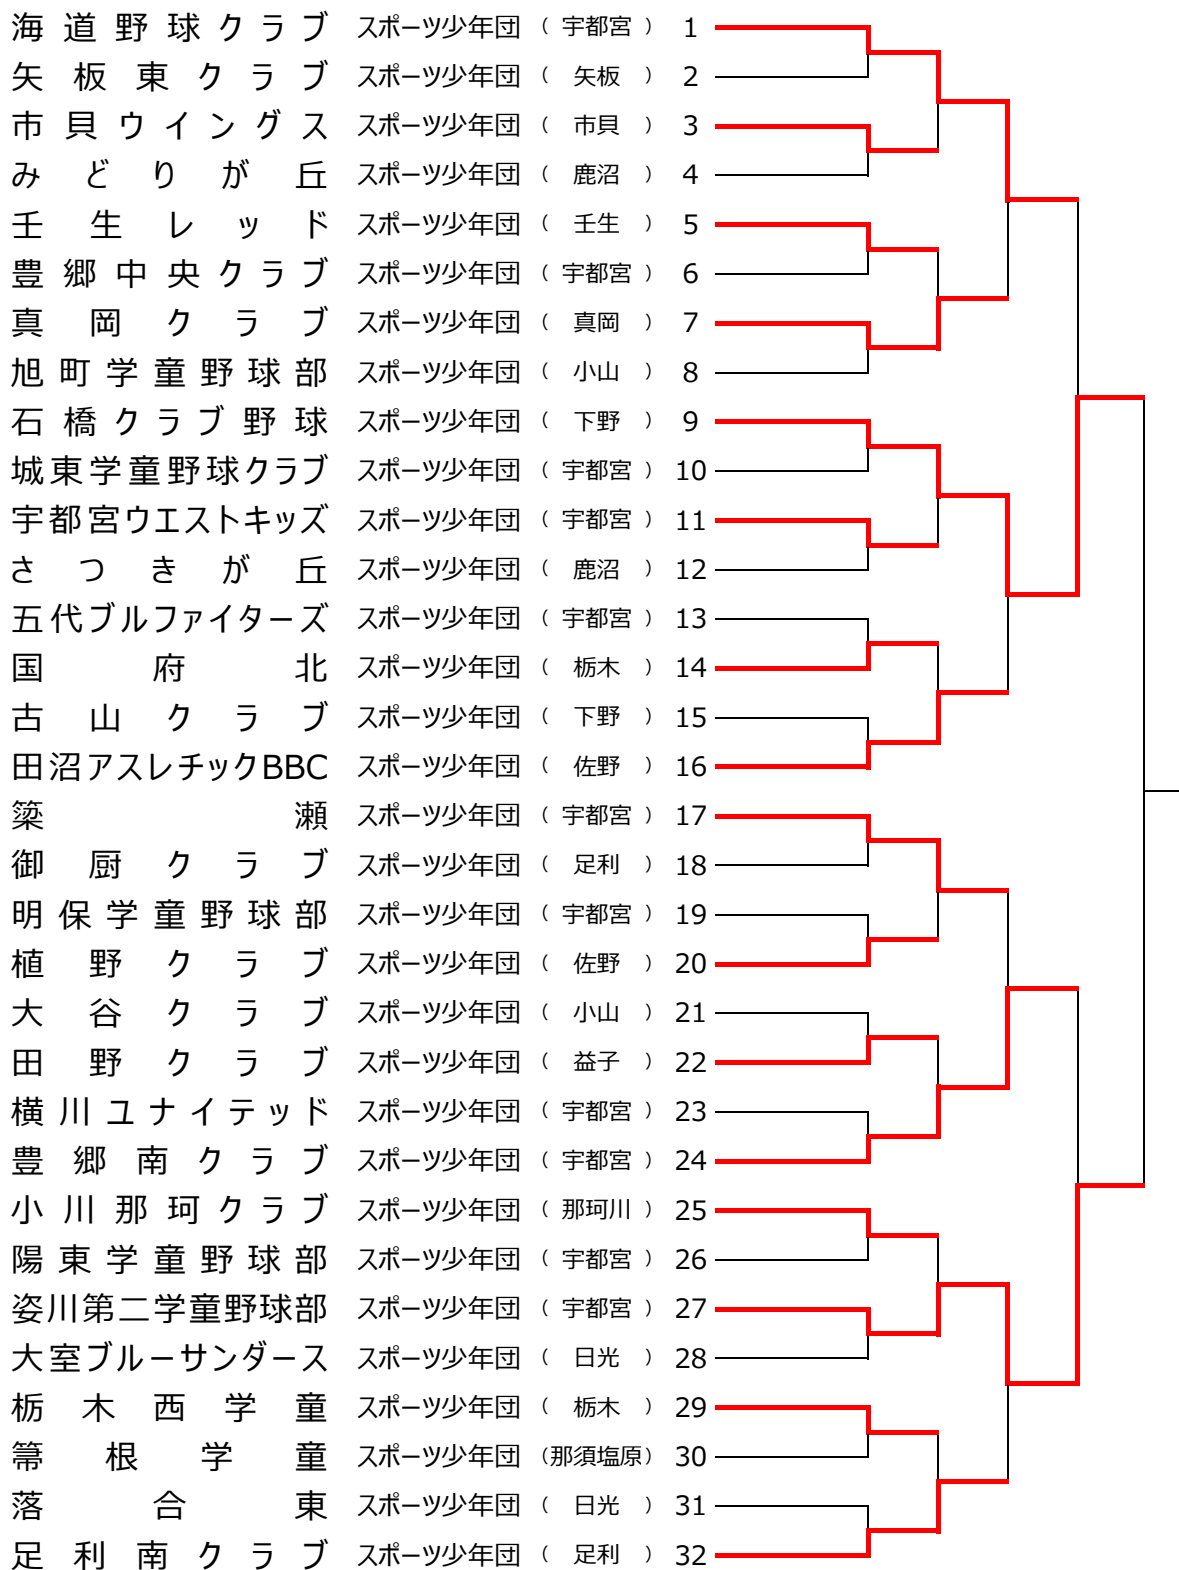 海道野球クラブ スポーツ少年団 ( 宇都宮 ) 1
矢板東クラブ スポーツ少年団 ( 矢板 ) 2
市貝ウイングス スポーツ少年団 ( 市貝 ) 3
みどりが丘 スポーツ少年団 ( 鹿沼 ) 4
壬生レッド スポーツ少年団 ( 壬生 ) 5
豊郷中央クラブ スポーツ少年団 ( 宇都宮 ) 6
真岡クラブ スポーツ少年団 ( 真岡 ) 7
旭町学童野球部 スポーツ少年団 ( 小山 ) 8
石橋クラブ野球 スポーツ少年団 ( 下野 ) 9
城東学童野球クラブ スポーツ少年団 ( 宇都宮 ) 10
宇都宮ウエストキッズ スポーツ少年団 ( 宇都宮 ) 11
さつきが丘 スポーツ少年団 ( 鹿沼 ) 12
五代ブルファイターズ スポーツ少年団 ( 宇都宮 ) 13
国府北 スポーツ少年団 ( 栃木 ) 14
古山クラブ スポーツ少年団 ( 下野 ) 15
田沼アスレチックBBC スポーツ少年団 ( 佐野 ) 16
簗瀬 スポーツ少年団 ( 宇都宮 ) 17
御厨クラブ スポーツ少年団 ( 足利 ) 18
明保学童野球部 スポーツ少年団 ( 宇都宮 ) 19
植野クラブ スポーツ少年団 ( 佐野 ) 20
大谷クラブ スポーツ少年団 ( 小山 ) 21
田野クラブ スポーツ少年団 ( 益子 ) 22
横川ユナイテッド スポーツ少年団 ( 宇都宮 ) 23
豊郷南クラブ スポーツ少年団 ( 宇都宮 ) 24
小川那珂クラブ スポーツ少年団 ( 那珂川 ) 25
陽東学童野球部 スポーツ少年団 ( 宇都宮 ) 26
姿川第二学童野球部 スポーツ少年団 ( 宇都宮 ) 27
大室ブルーサンダース スポーツ少年団 ( 日光 ) 28
栃木西学童 スポーツ少年団 ( 栃木 ) 29
箒根学童 スポーツ少年団 (那須塩原) 30
落合東 スポーツ少年団 ( 日光 ) 31
足利南クラブ スポーツ少年団 ( 足利 ) 32